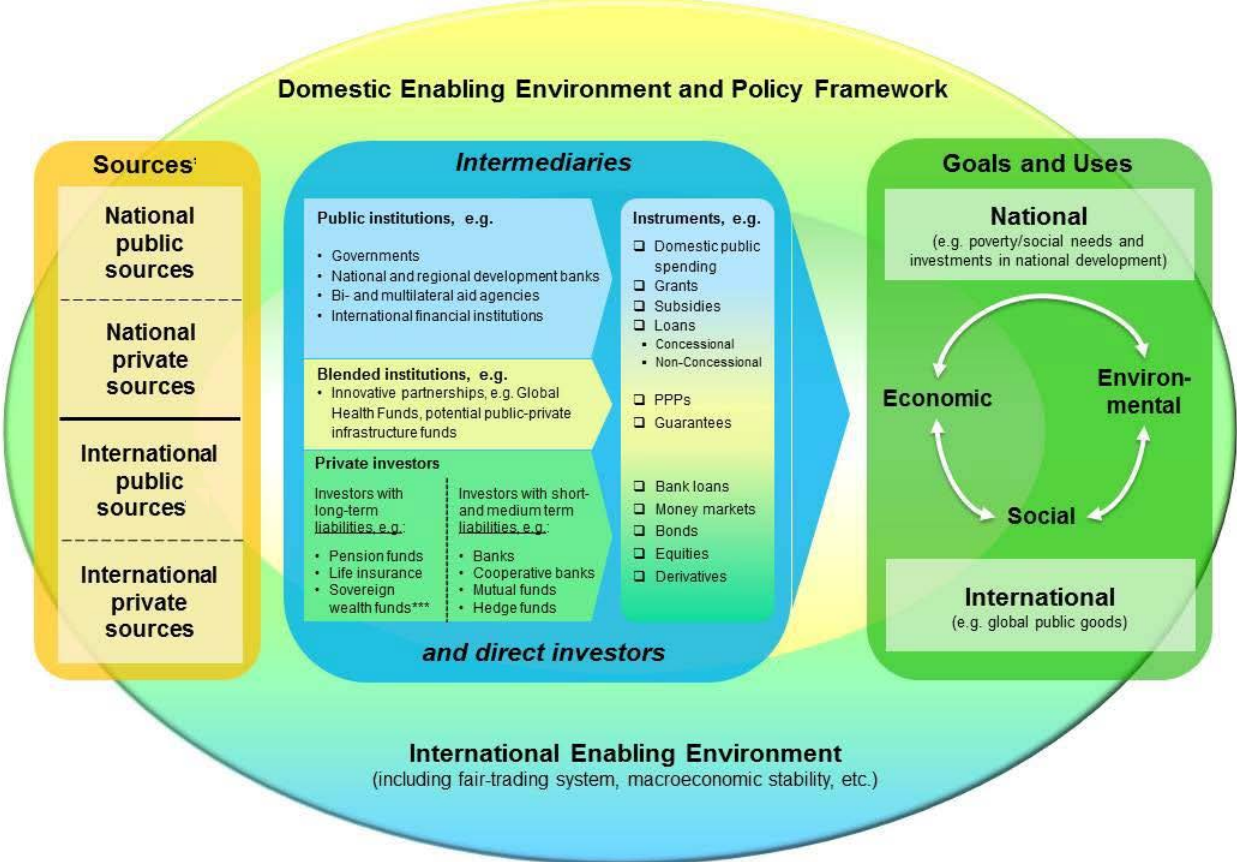 Domestic Enabling Environment and Policy Framework
Sources
National
public
sources
National
private
sources
International
public
sources
International
private
sources
Intermediaries
Public institutions, e.g.
• Governments
• National and regional development banks
• Bi- and multilateral aid agencies
• International financial institutions
Blended institutions, e.g.
• Innovative partnerships, e.g. Global
Health Funds, potential public-private
infrastructure funds
Private investors
Investors with
long-term
liabilities, e.g.:
• Pension funds
• Life insurance
• Sovereign
wealth funds***
Investors with short-
and medium term
liabilities, e.g.:
• Banks
• Cooperative banks
• Mutual funds
• Hedge funds
Instruments, e.g.
❑ Domestic public
spending
❑ Grants
❑ Subsidies
❑ Loans
▪ Concessional
▪ Non-Concessional
❑ PPPs
❑ Guarantees
❑ Bank loans
❑ Money markets
❑ Bonds
❑ Equities
❑ Derivatives
and direct investors
Goals and Uses
National
(e.g. poverty/social needs and
investments in national development)
Economic
Environ-
mental
Social
International
(e.g. global public goods)
International Enabling Environment
(including fair-trading system, macroeconomic stability, etc.)